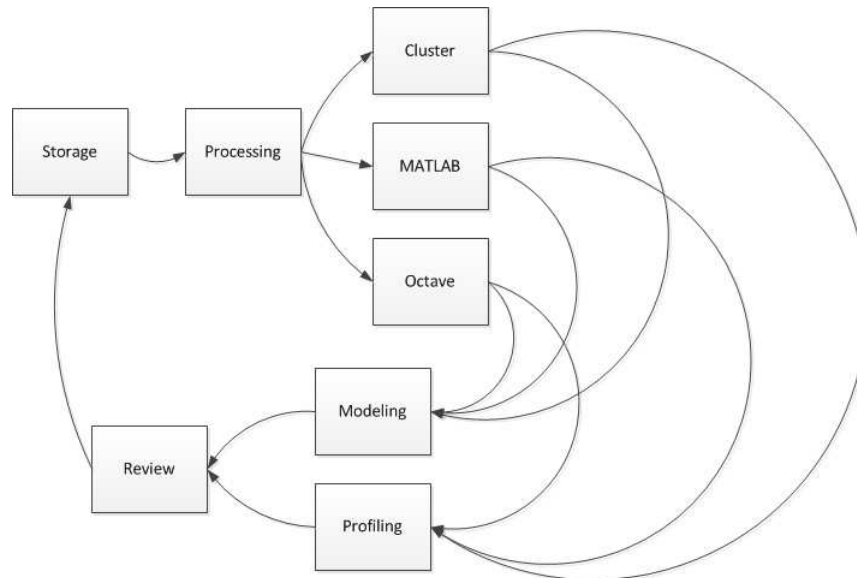 Cluster
Storage
Processing
MATLAB
Octave
Modeling
Review
Profiling